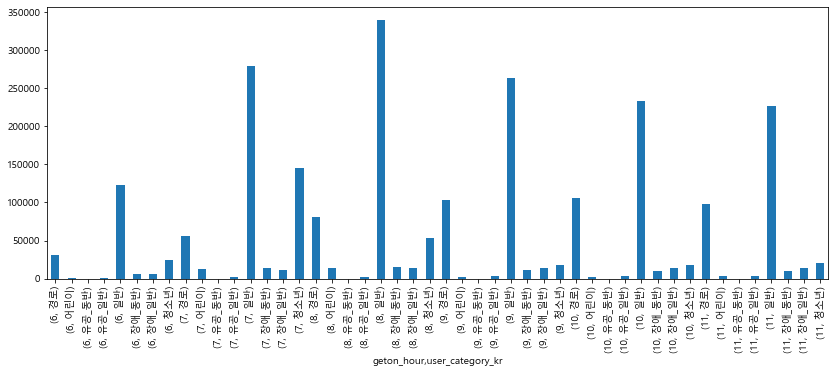 350000
300000
250000
200000
150000
100000
50000
0
(6, 경로)
(6, 어린이)
(6, 유공_동반)
(6, 유공_일반)
(6, 일반)
(6, 장애_동반)
(6, 장애_일반)
(6, 청소년)
(7, 경로)
(7, 어린이)
(7, 유공_동반)
(7, 유공_일반)
(7, 일반)
(7, 장애_동반)
(7, 장애_일반)
(7, 청소년)
(8, 경로)
(8, 어린이)
(8, 유공_동반)
(8, 유공_일반)
(8, 일반)
(8, 장애_동반)
(8, 장애_일반)
(8, 청소년)
(9, 경로)
(9, 어린이)
(9, 유공_동반)
(9, 유공_일반)
(9, 일반)
(9, 장애_동반)
(9, 장애_일반)
(9, 청소년)
(10, 경로)
(10, 어린이)
(10, 유공_동반)
(10, 유공_일반)
(10, 일반)
(10, 장애_동반)
(10, 장애_일반)
(10, 청소년)
(11, 경로)
(11, 어린이)
(11, 유공_동반)
(11, 유공_일반)
(11, 일반)
(11, 장애_동반)
(11, 장애_일반)
(11, 청소년)
geton_hour,user_category_kr